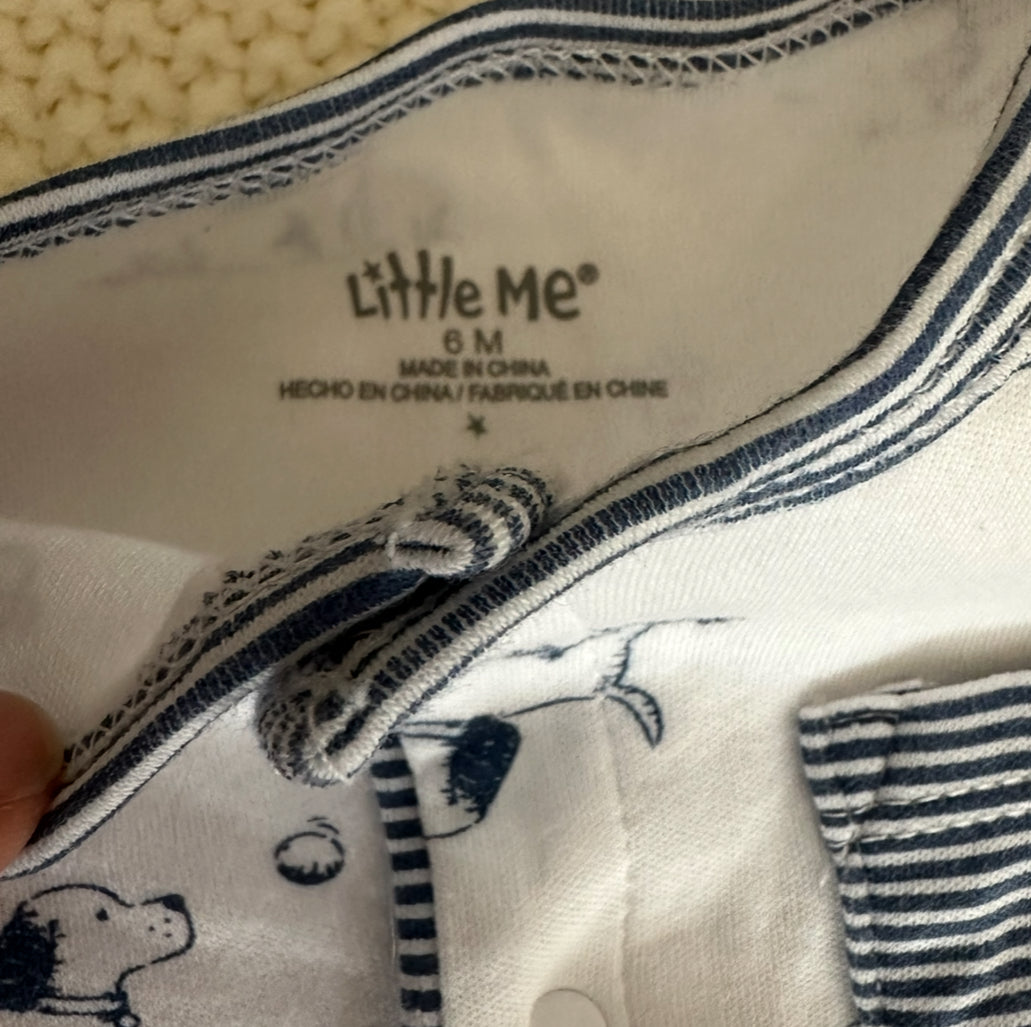 Little Me®
6 M
MADE IN CHINA
HECHO EN CHINA / FABRIQUÉ EN CHINE